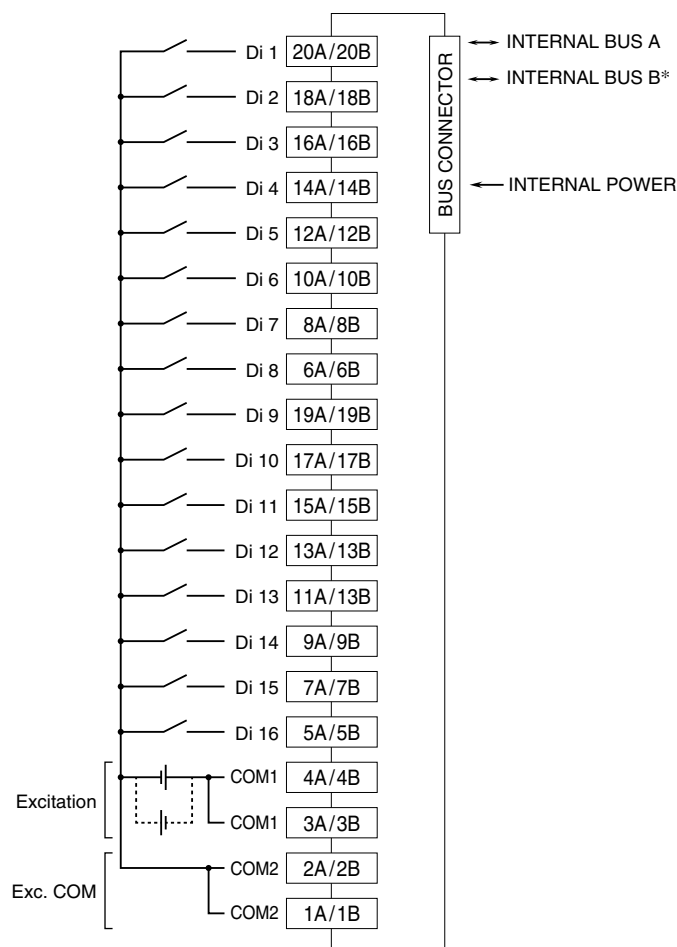 Di 1 20A/20B
Di 2 18A/18B
Di 3 16A/16B
Di 4 14A/14B
Di 5 12A/12B
Di 6 10A/10B
Di 7 8A/8B
Di 8 6A/6B
Di 9 19A/19B
Di 10 17A/17B
Di 11 15A/15B
Di 12 13A/13B
Di 13 11A/13B
Di 14 9A/9B
Di 15 7A/7B
Di 16 5A/5B
Excitation
COM1 4A/4B
COM1 3A/3B
Exc. COM
COM2 2A/2B
COM2 1A/1B
BUS CONNECTOR
INTERNAL BUS A
INTERNAL BUS B*
INTERNAL POWER